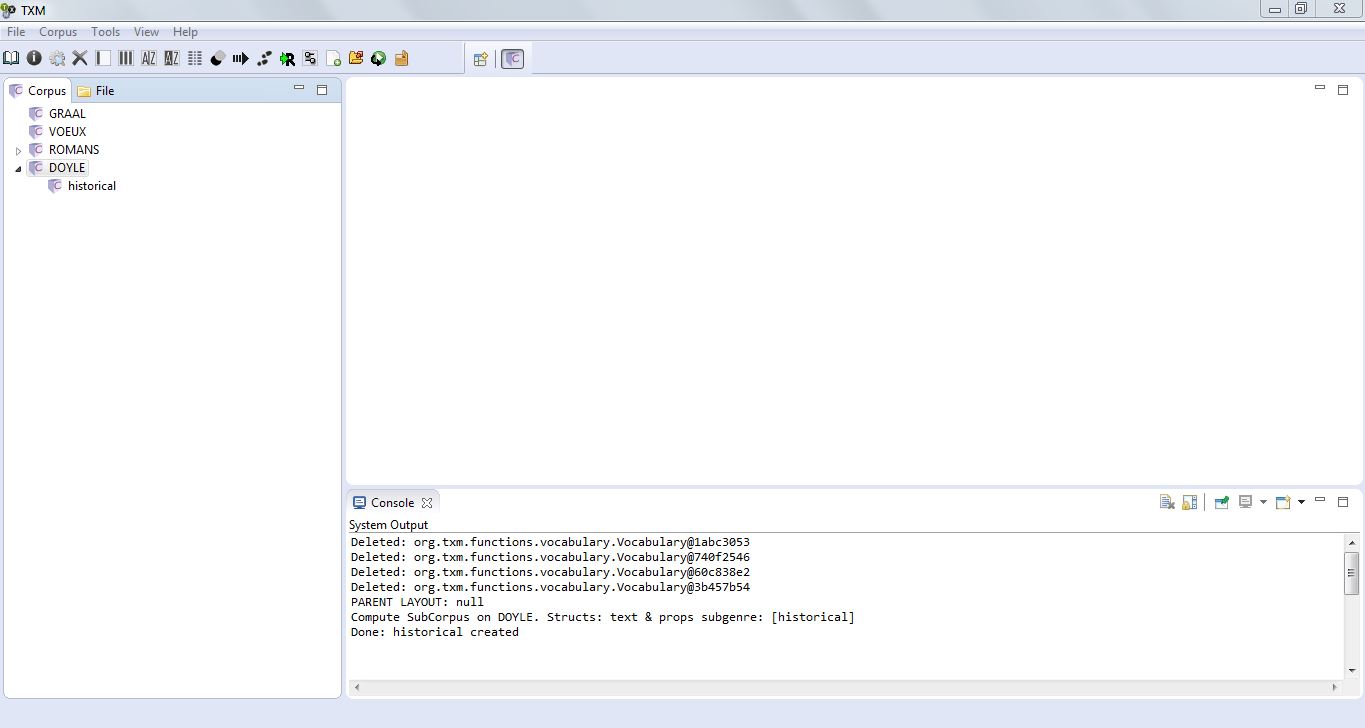 TXM
File Corpus Tools View Help
Corpus File
GRAAL
VOEUX
ROMANS
DOYLE
historical
Console
System Output
Deleted: org.txm.functions.vocabulary.Vocabulary@1abc3053
Deleted: org.txm.functions.vocabulary.Vocabulary@740f2546
Deleted: org.txm.functions.vocabulary.Vocabulary@60c838e2
Deleted: org.txm.functions.vocabulary.Vocabulary@3b457b54
PARENT LAYOUT: null
Compute SubCorpus on DOYLE. Structs: text & props subgenre: [historical]
Done: historical created